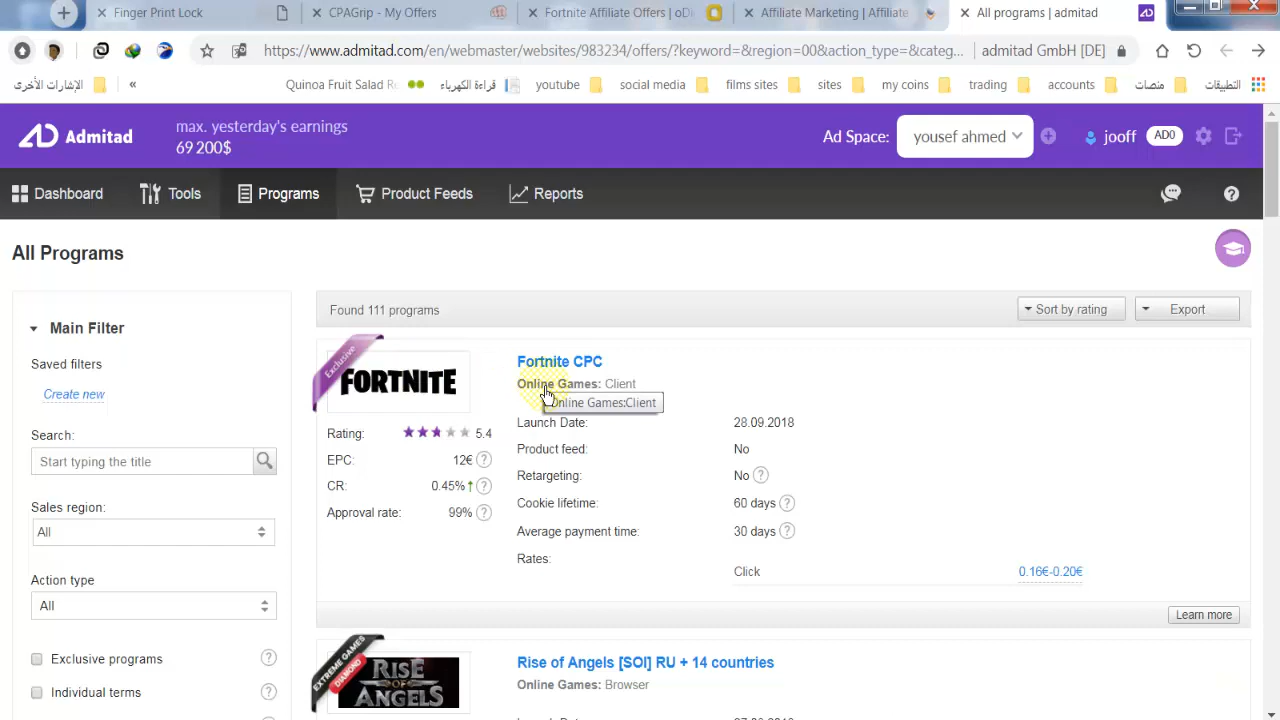 Finger Print Lock
CPAGrip - My Offers
Fortnite Affiliate Offers | oDi
Affiliate Marketing | Affiliate
All programs | admitad
https://www.admitad.com/en/webmaster/websites/983234/offers/?keyword=&region=00&action_type=&categ...
admitad GmbH [DE]
الإشارات الأخرى
«
Quinoa Fruit Salad Re
قراءة الكهرباء
youtube
social media
films sites
sites
my coins
trading
accounts
منصات
التطبيقات
Admitad
max. yesterday's earnings
69 200$
Ad Space:
yousef ahmed
jooff
AD0
Dashboard
Tools
Programs
Product Feeds
Reports
All Programs
Main Filter
Saved filters
Create new
Search:
Start typing the title
Sales region:
All
Action type
All
Exclusive programs
Individual terms
Found 111 programs
Sort by rating
Export
Exclusive
FORTNITE
Rating: 5.4
EPC: 12€
CR: 0.45%
Approval rate: 99%
Fortnite CPC
Online Games: Client
Online Games:Client
Launch Date: 28.09.2018
Product feed: No
Retargeting: No
Cookie lifetime: 60 days
Average payment time: 30 days
Rates:
Click 0.16€-0.20€
Learn more
EXTREME GAMES
DIAMOND
RISE OF ANGELS
Rise of Angels [SOI] RU + 14 countries
Online Games: Browser